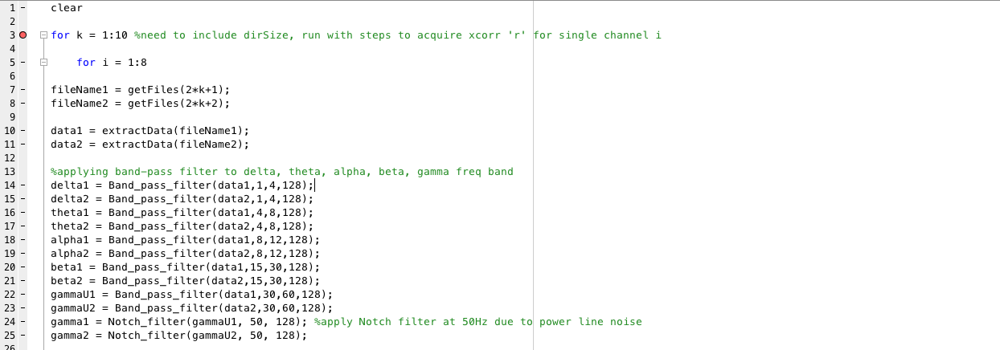 1 - clear
2
3 - for k = 1:10 %need to include dirSize, run with steps to acquire xcorr 'r' for single channel i
4
5 - for i = 1:8
6
7 - fileName1 = getFiles(2*k+1);
8 - fileName2 = getFiles(2*k+2);
9
10 - data1 = extractData(fileName1);
11 - data2 = extractData(fileName2);
12
13 %applying band-pass filter to delta, theta, alpha, beta, gamma freq band
14 - delta1 = Band_pass_filter(data1,1,4,128);
15 - delta2 = Band_pass_filter(data2,1,4,128);
16 - theta1 = Band_pass_filter(data1,4,8,128);
17 - theta2 = Band_pass_filter(data2,4,8,128);
18 - alpha1 = Band_pass_filter(data1,8,12,128);
19 - alpha2 = Band_pass_filter(data2,8,12,128);
20 - beta1 = Band_pass_filter(data1,15,30,128);
21 - beta2 = Band_pass_filter(data2,15,30,128);
22 - gammaU1 = Band_pass_filter(data1,30,60,128);
23 - gammaU2 = Band_pass_filter(data2,30,60,128);
24 - gamma1 = Notch_filter(gammaU1, 50, 128); %apply Notch filter at 50Hz due to power line noise
25 - gamma2 = Notch_filter(gammaU2, 50, 128);
26